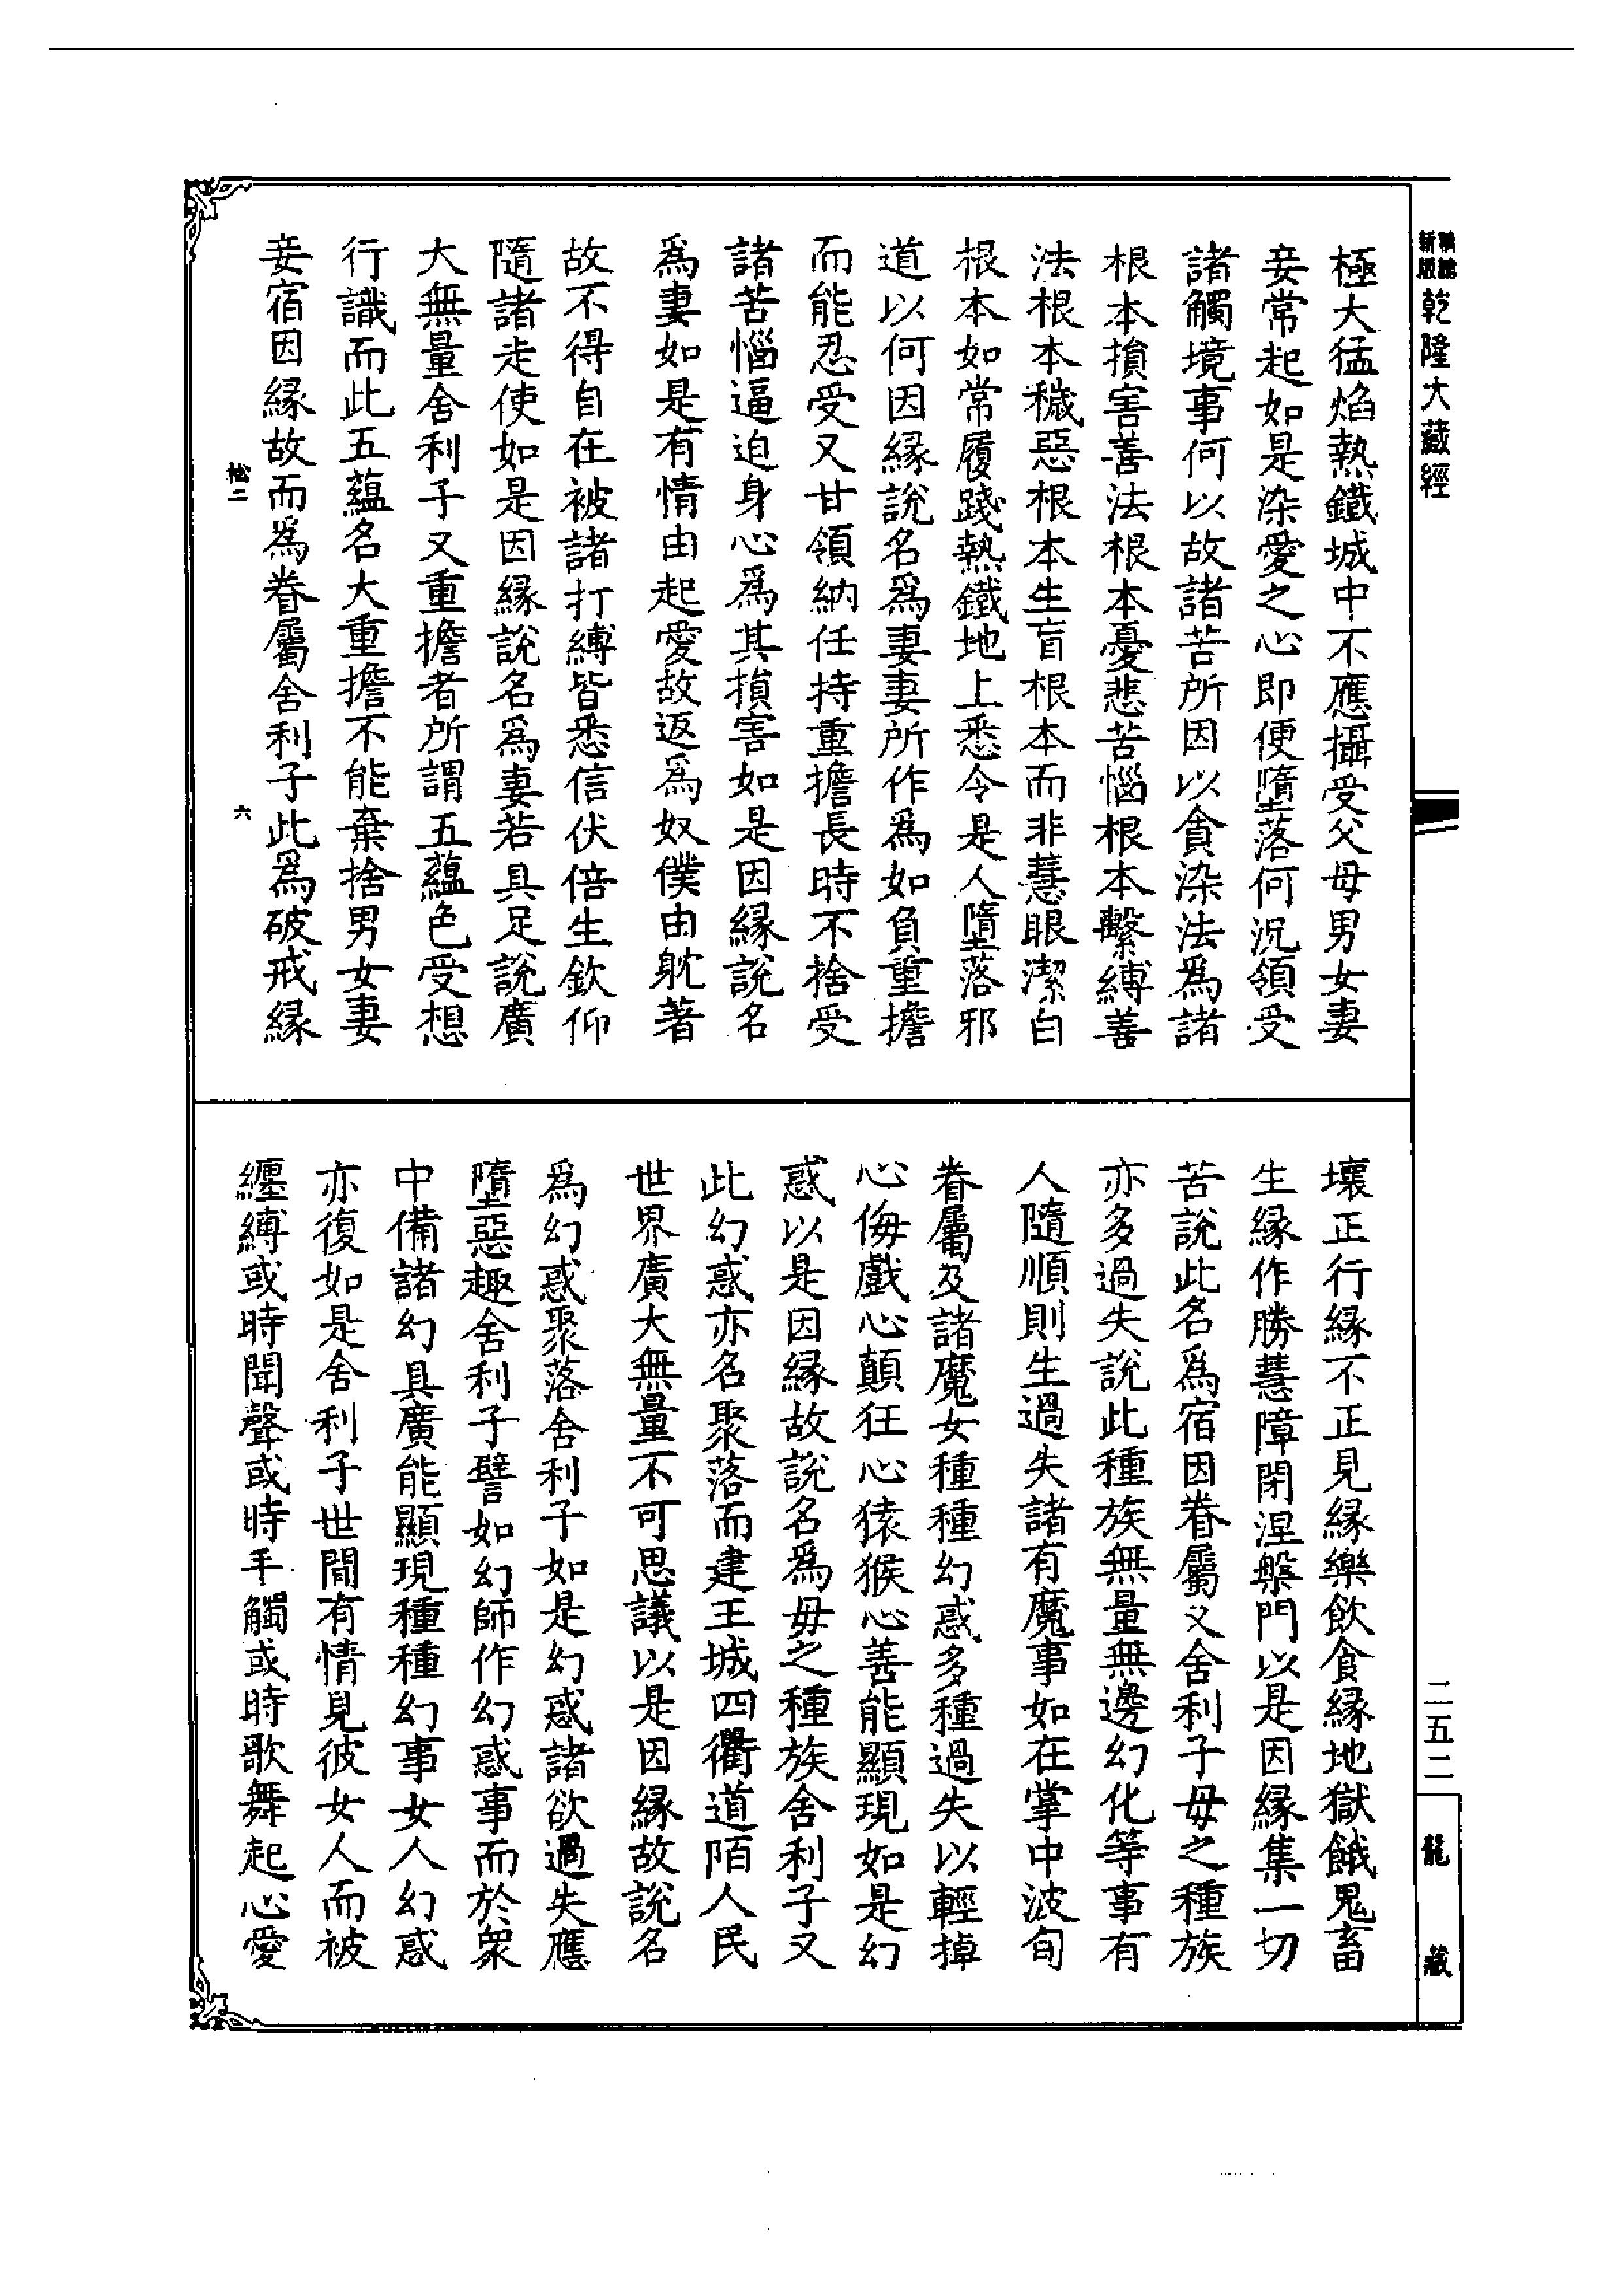 新版
乾隆大藏經
極大猛焰熱鐵城中不應攝受父母男女妻
妾常起如是染愛之心即便墮落何況領受
諸觸境事何以故諸苦所因以貪染法為諸
根本損害善法根本憂悲苦惱根本繫縛善
法根本穢惡根本生盲根本而非慧眼潔白
根本如常履踐熱鐵地上悉令是人墮落邪
道以何因緣說名爲妻妻所作爲如負重擔
而能忍受又甘領納任持重擔長時不捨受
諸苦惱逼迫身心爲其損害如是因緣說名
爲妻如是有情由起愛故返爲奴僕由躭著
故不得自在被諸打縛皆悉信伏倍生欽仰
隨諸走使如是因緣說名爲妻若具足說廣
大無量舍利子又重擔者所謂五蘊色受想
行識而此五蘊名大重擔不能棄捨男女妻
妾宿因緣故而爲眷屬舍利子此爲破戒緣
松二
六
壞正行緣不正見緣樂飲食緣地獄餓鬼畜
生緣作勝慧障閉涅槃門以是因緣集一切
苦說此名爲宿因眷屬又舍利子母之種族
亦多過失說此種族無量無邊幻化等事有
人隨順則生過失諸有魔事如在掌中波旬
眷屬及諸魔女種種幻惑多種過失以輕掉
心侮戲心顛狂心猿猴心善能顯現如是幻
惑以是因緣故說名爲母之種族舍利子又
此幻惑亦名聚落而建王城四衢道陌人民
世界廣大無量不可思議以是因緣故說名
爲幻惑聚落舍利子如是幻惑諸欲過失應
墮惡趣舍利子譬如幻師作幻惑事而於衆
中備諸幻具廣能顯現種種幻事女人幻惑
亦復如是舍利子世間有情見彼女人而被
纏縛或時聞聲或時手觸或時歌舞起心愛
二五二
龍藏